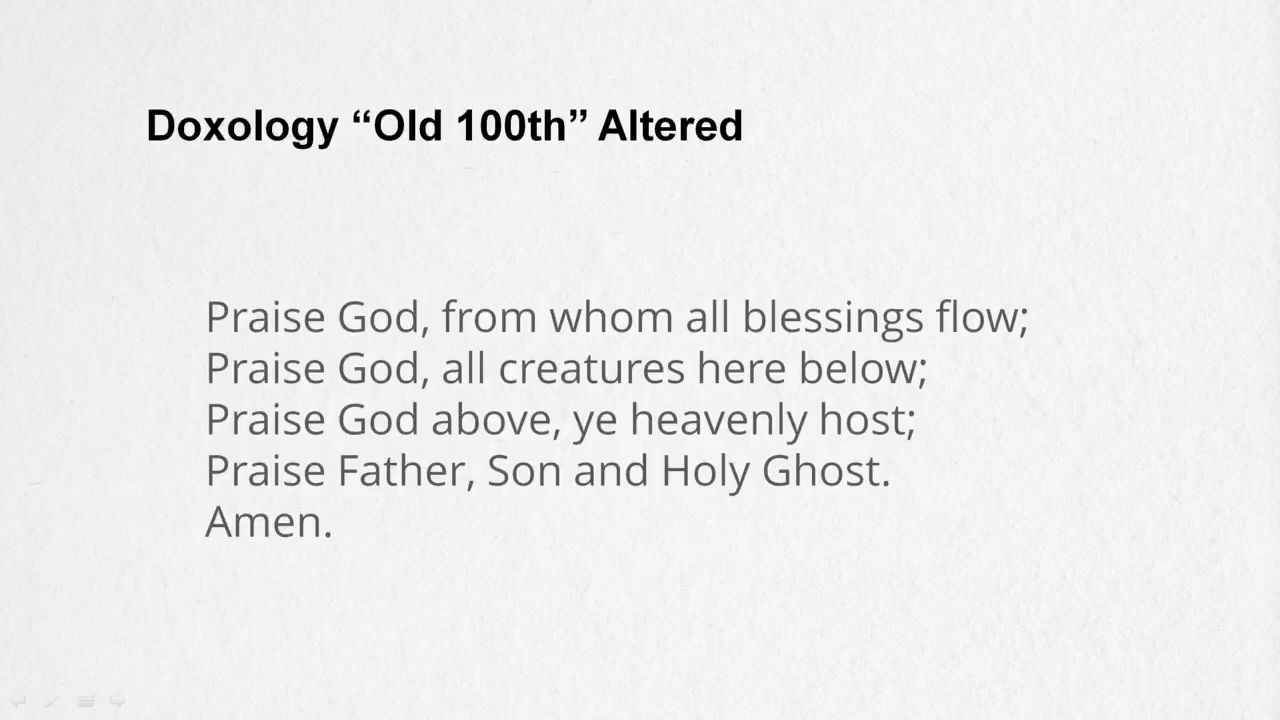 Doxology “Old 100th” Altered
Praise God, from whom all blessings flow;
Praise God, all creatures here below;
Praise God above, ye heavenly host;
Praise Father, Son and Holy Ghost.
Amen.